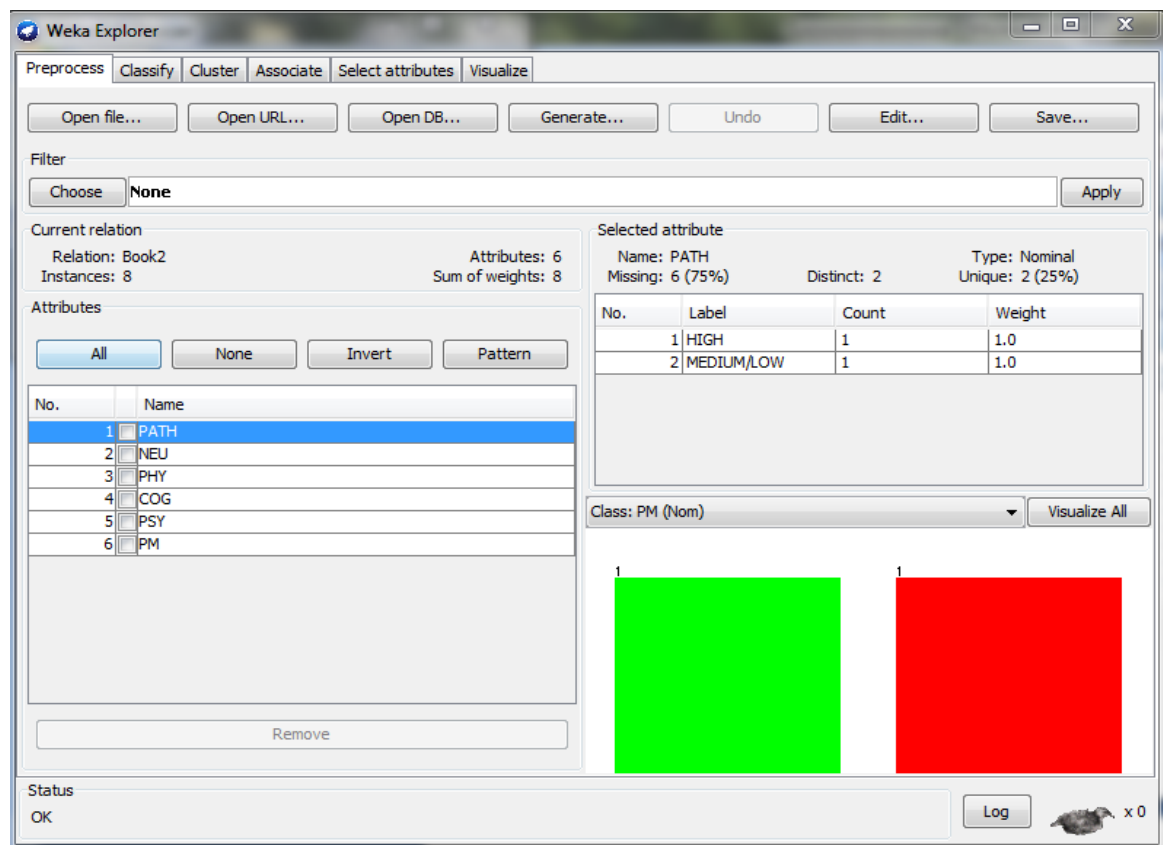 Weka Explorer
Preprocess Classify Cluster Associate Select attributes Visualize
Open file... Open URL... Open DB... Generate... Undo Edit... Save...
Filter
Choose None Apply
Current relation
Relation: Book2 Attributes: 6
Instances: 8 Sum of weights: 8
Attributes
All None Invert Pattern
No. Name
1 PATH
2 NEU
3 PHY
4 COG
5 PSY
6 PM
Remove
Selected attribute
Name: PATH Type: Nominal
Missing: 6 (75%) Distinct: 2 Unique: 2 (25%)
No. Label Count Weight
1 HIGH 1 1.0
2 MEDIUM/LOW 1 1.0
Class: PM (Nom) Visualize All
1 1
Status
OK
Log x 0